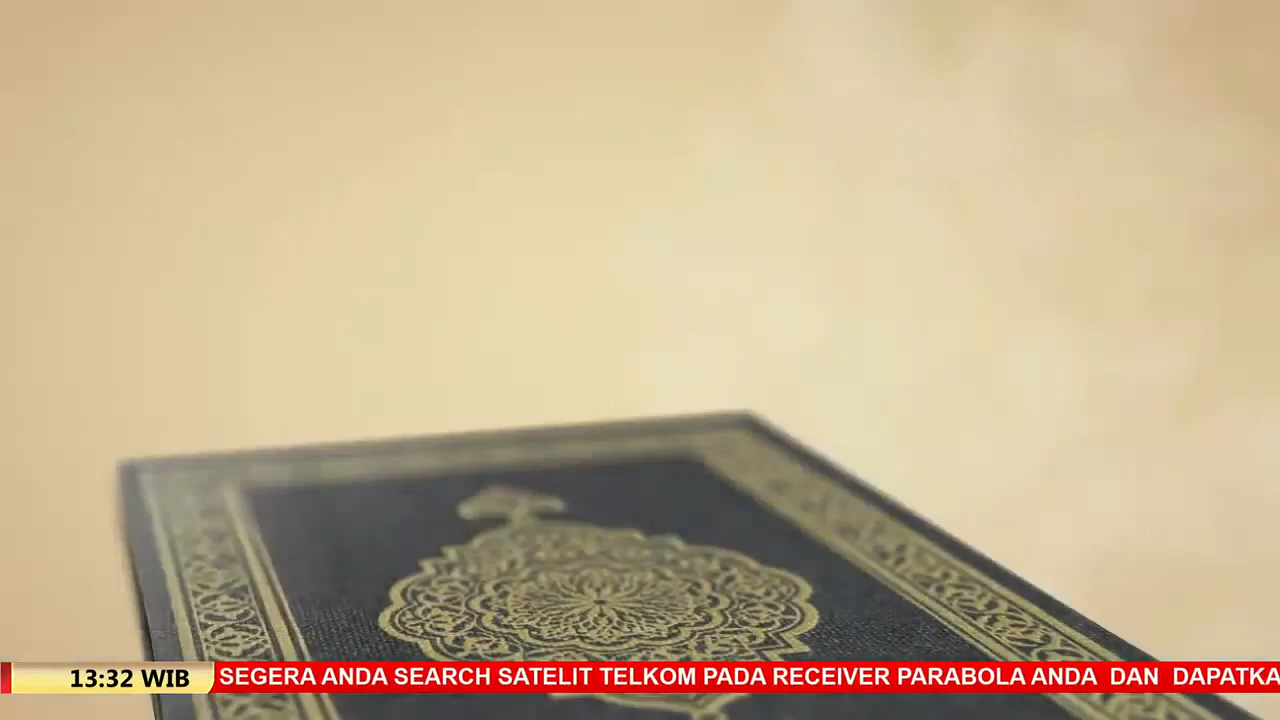 13:32 WIB SEGERA ANDA SEARCH SATELIT TELKOM PADA RECEIVER PARABOLA ANDA DAN DAPATKA